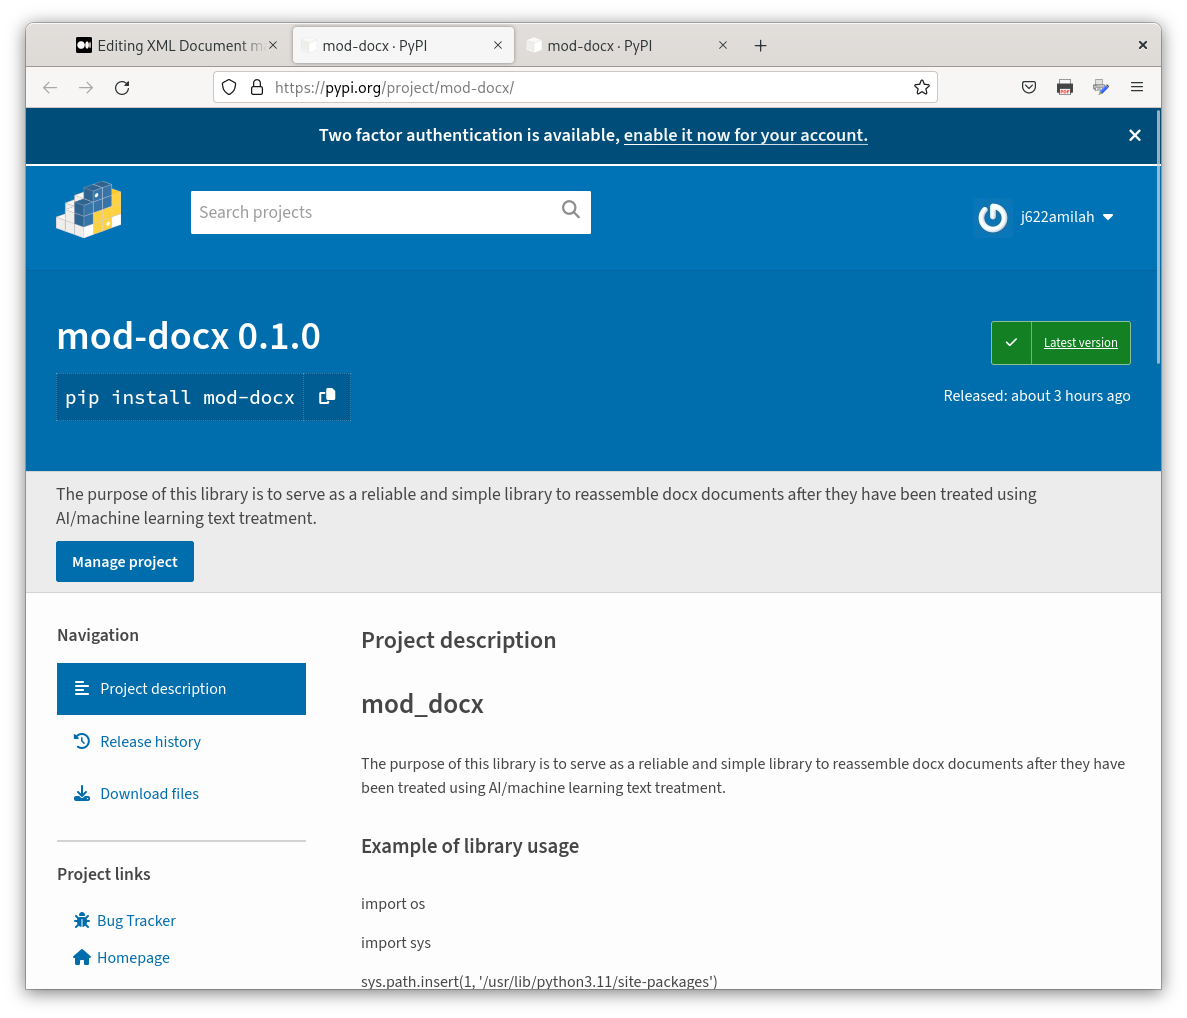 Editing XML Document m
mod-docx · PyPI
mod-docx · PyPI
https://pypi.org/project/mod-docx/
Two factor authentication is available, enable it now for your account.
Search projects
j622amilah
mod-docx 0.1.0
Latest version
pip install mod-docx
Released: about 3 hours ago
The purpose of this library is to serve as a reliable and simple library to reassemble docx documents after they have been treated using
AI/machine learning text treatment.
Manage project
Navigation
Project description
Release history
Download files
Project links
Bug Tracker
Homepage
Project description
mod_docx
The purpose of this library is to serve as a reliable and simple library to reassemble docx documents after they have
been treated using AI/machine learning text treatment.
Example of library usage
import os
import sys
sys.path.insert(1, '/usr/lib/python3.11/site-packages')